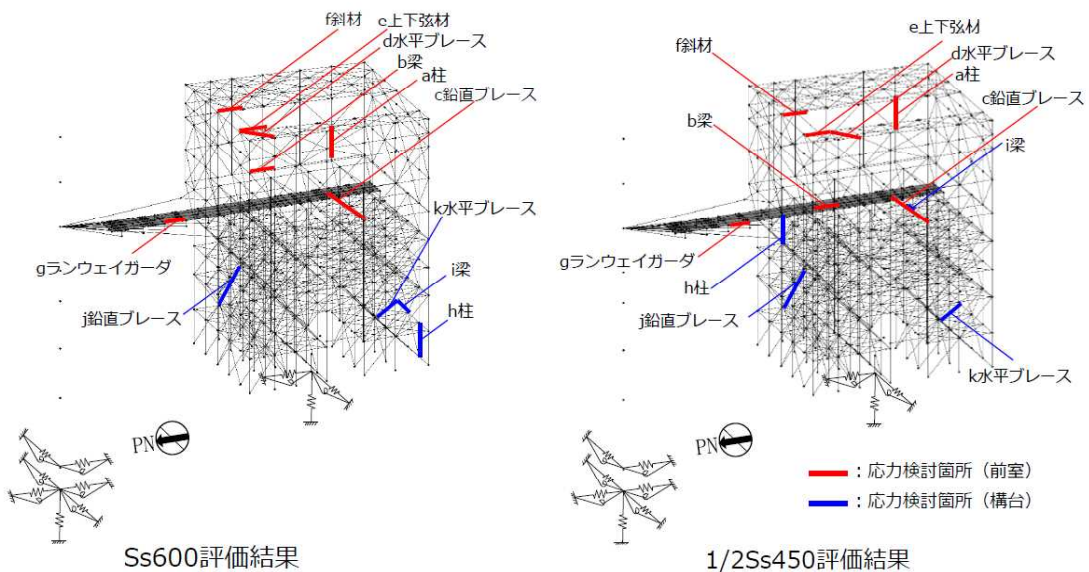 f斜材
e上下弦材
d水平ブレース
b梁
a柱
c鉛直ブレース
k水平ブレース
i梁
h柱
gランウェイガーダ
j鉛直ブレース
PN
Ss600評価結果
e上下弦材
d水平ブレース
f斜材
a柱
c鉛直ブレース
b梁
i梁
gランウェイガーダ
h柱
j鉛直ブレース
k水平ブレース
PN
:応力検討箇所(前室)
:応力検討箇所(構台)
1/2Ss450評価結果